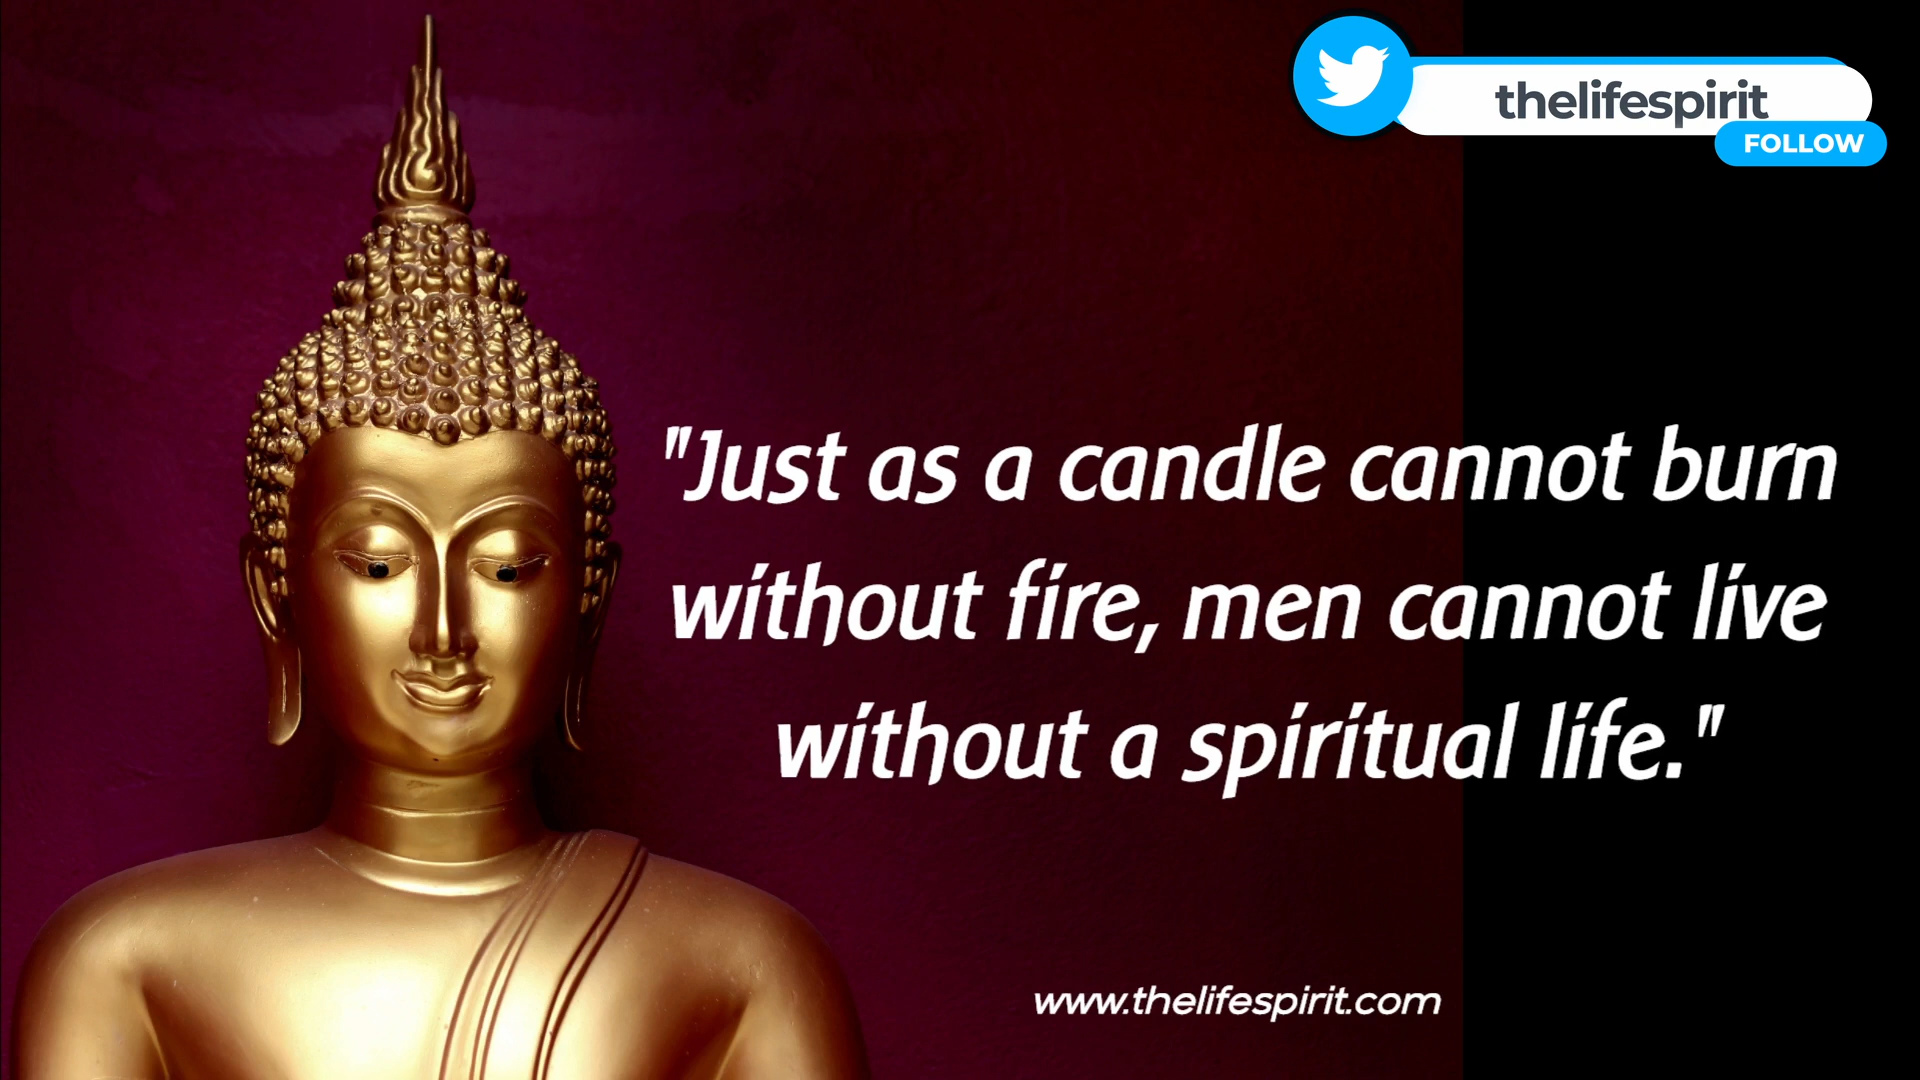 thelifespirit
FOLLOW
"Just as a candle cannot burn
without fire, men cannot live
without a spiritual life."
www.thelifespirit.com